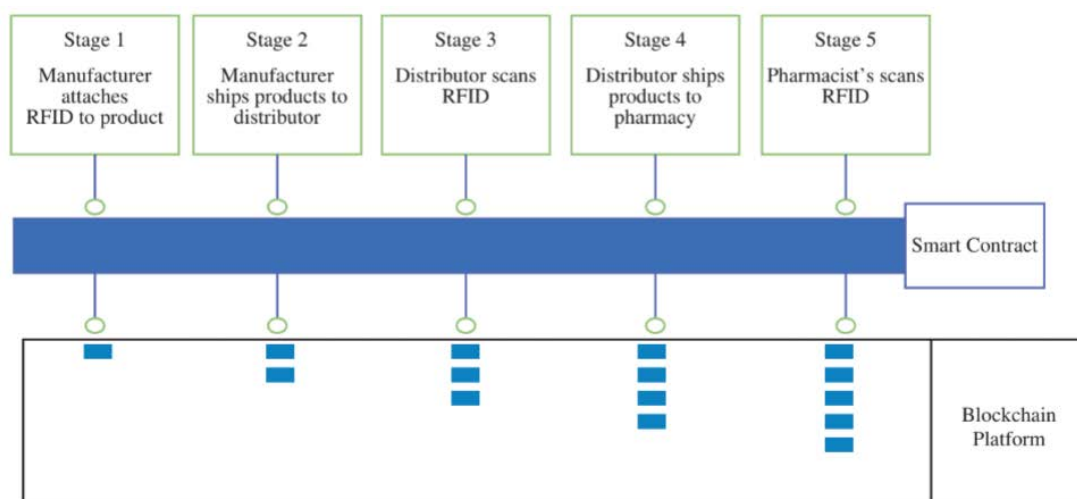 Stage 1
Manufacturer
attaches
RFID to product
Stage 2
Manufacturer
ships products to
distributor
Stage 3
Distributor scans
RFID
Stage 4
Distributor ships
products to
pharmacy
Stage 5
Pharmacist's scans
RFID
Smart Contract
Blockchain
Platform